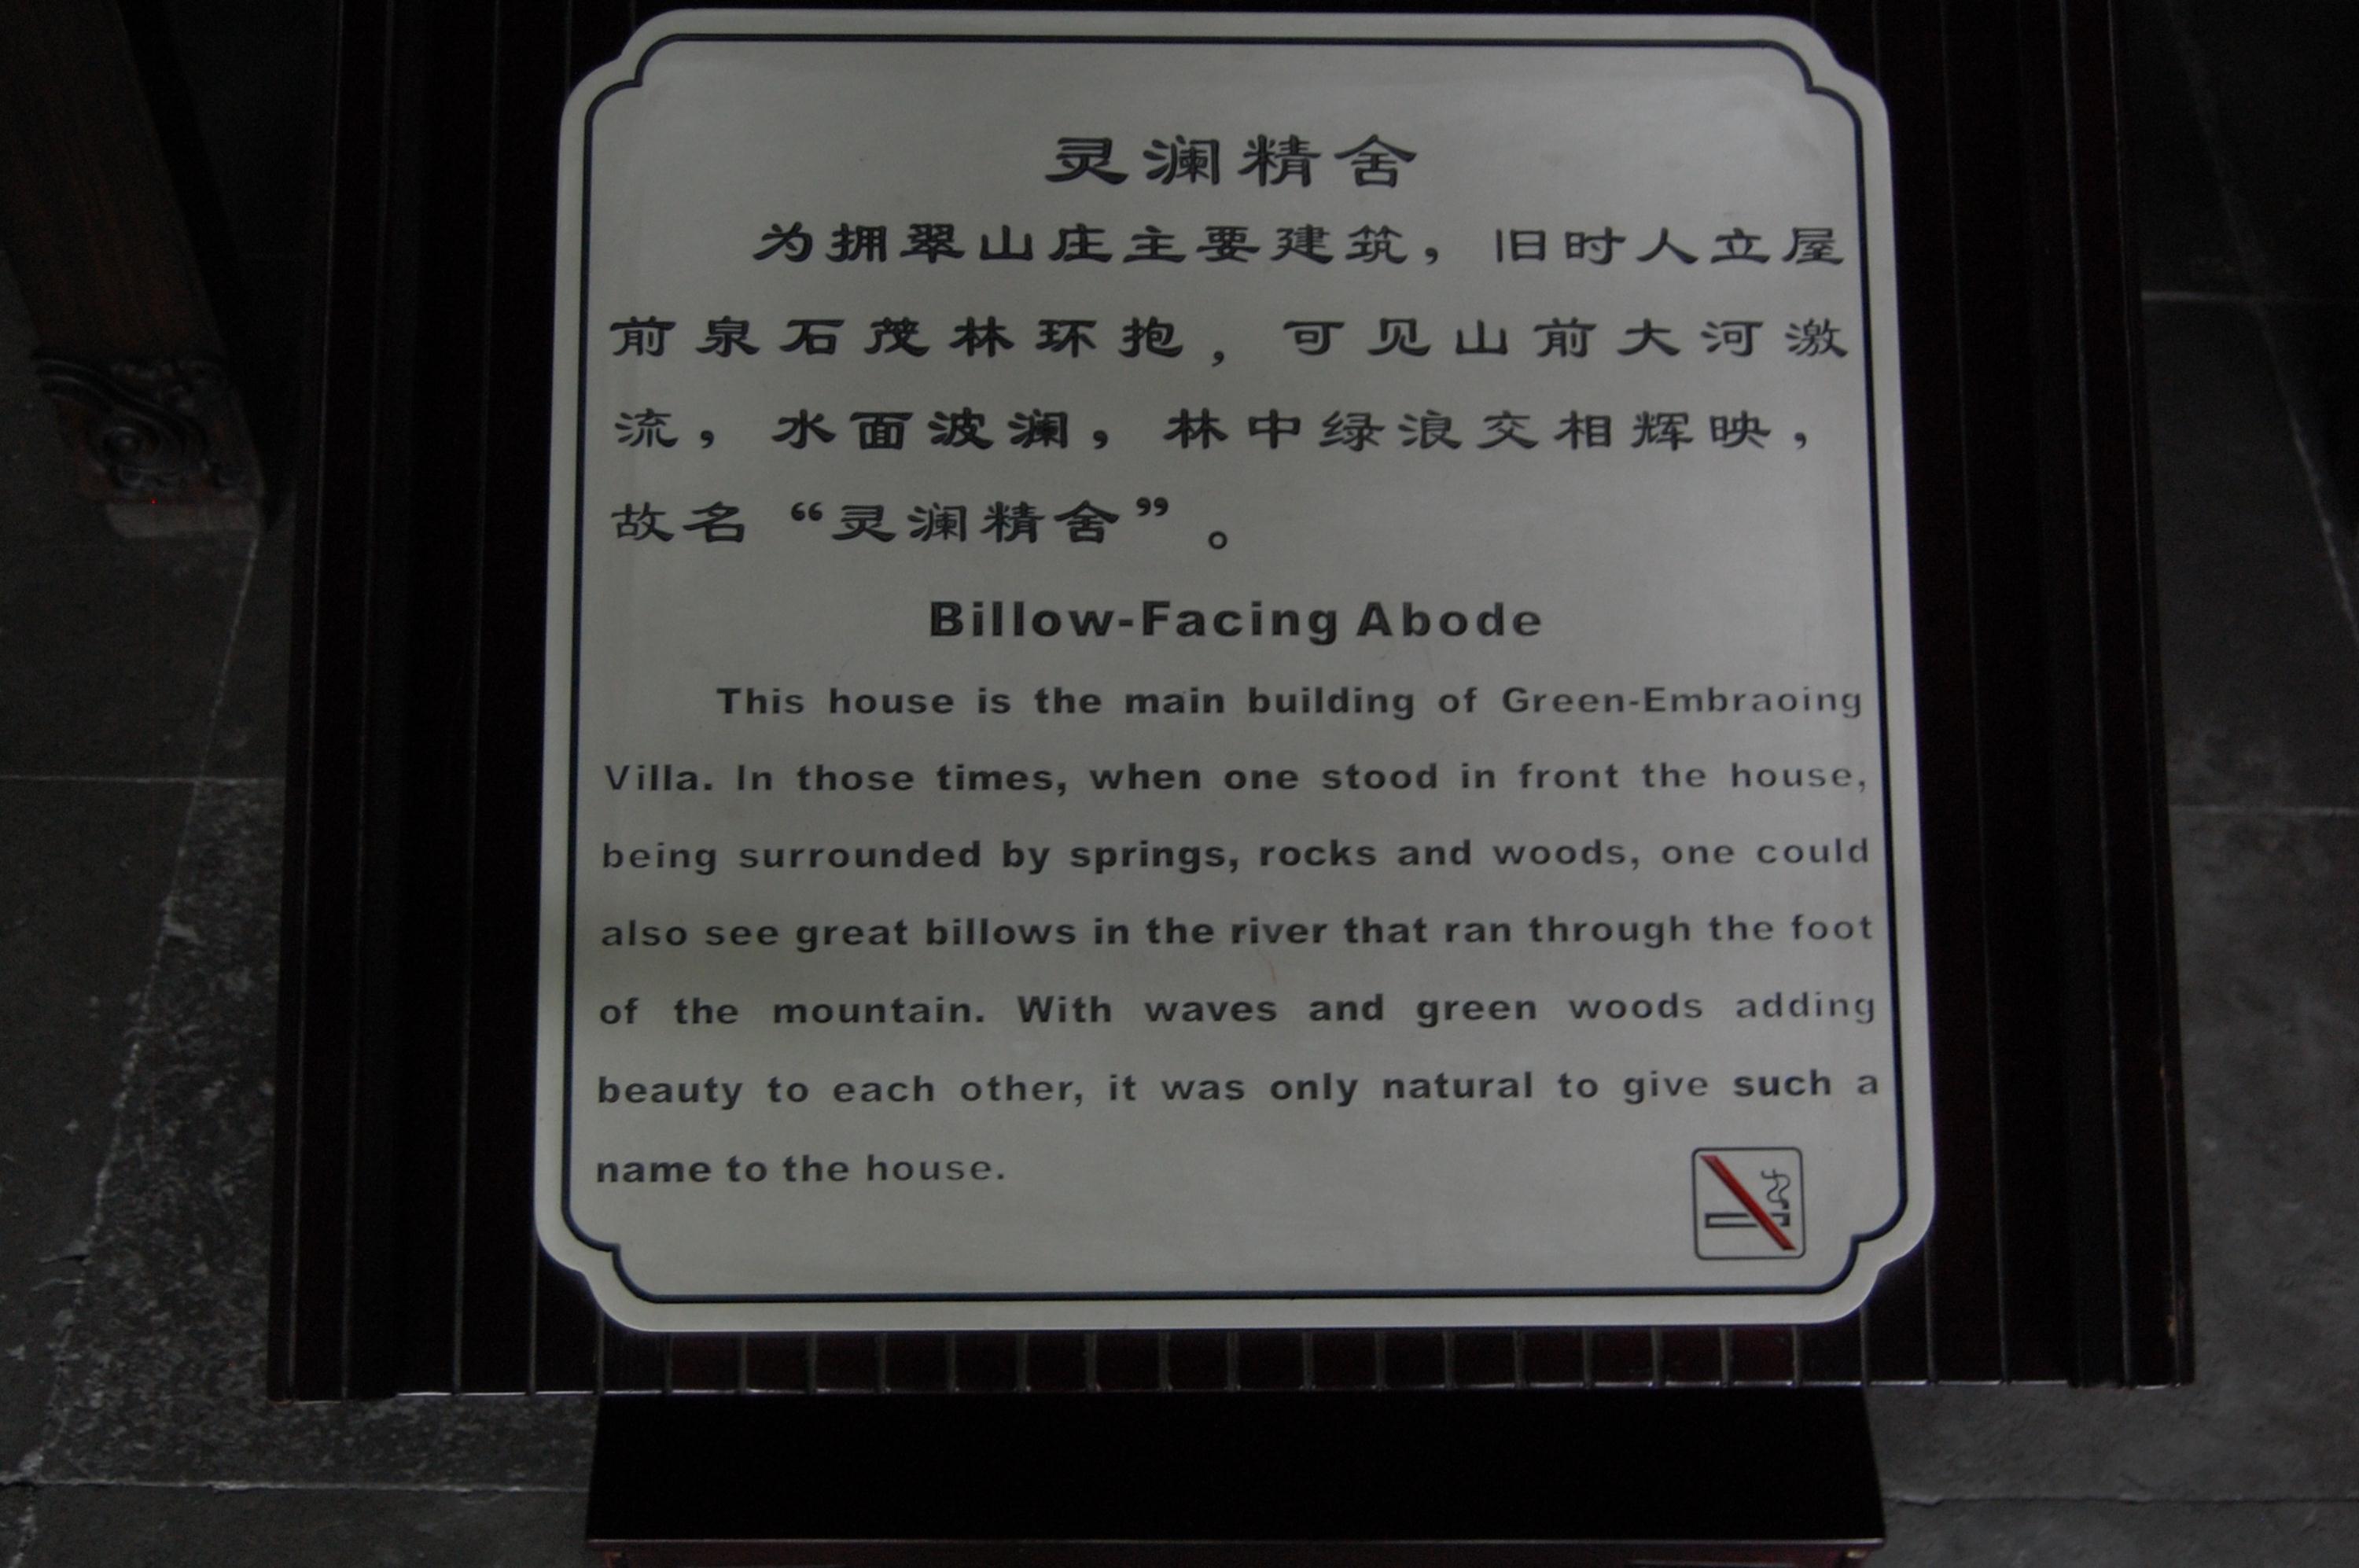 灵澜精舍
为拥翠山庄主要建筑，旧时人立屋
前泉石茂林环抱，可见山前大河激
流，水面波澜，林中绿浪交相辉映，
故名“灵澜精舍”。
Billow-Facing Abode
This house is the main building of Green-Embraoing
Villa. In those times, when one stood in front the house,
being surrounded by springs, rocks and woods, one could
also see great billows in the river that ran through the foot
of the mountain. With waves and green woods adding
beauty to each other, it was only natural to give such a
name to the house.